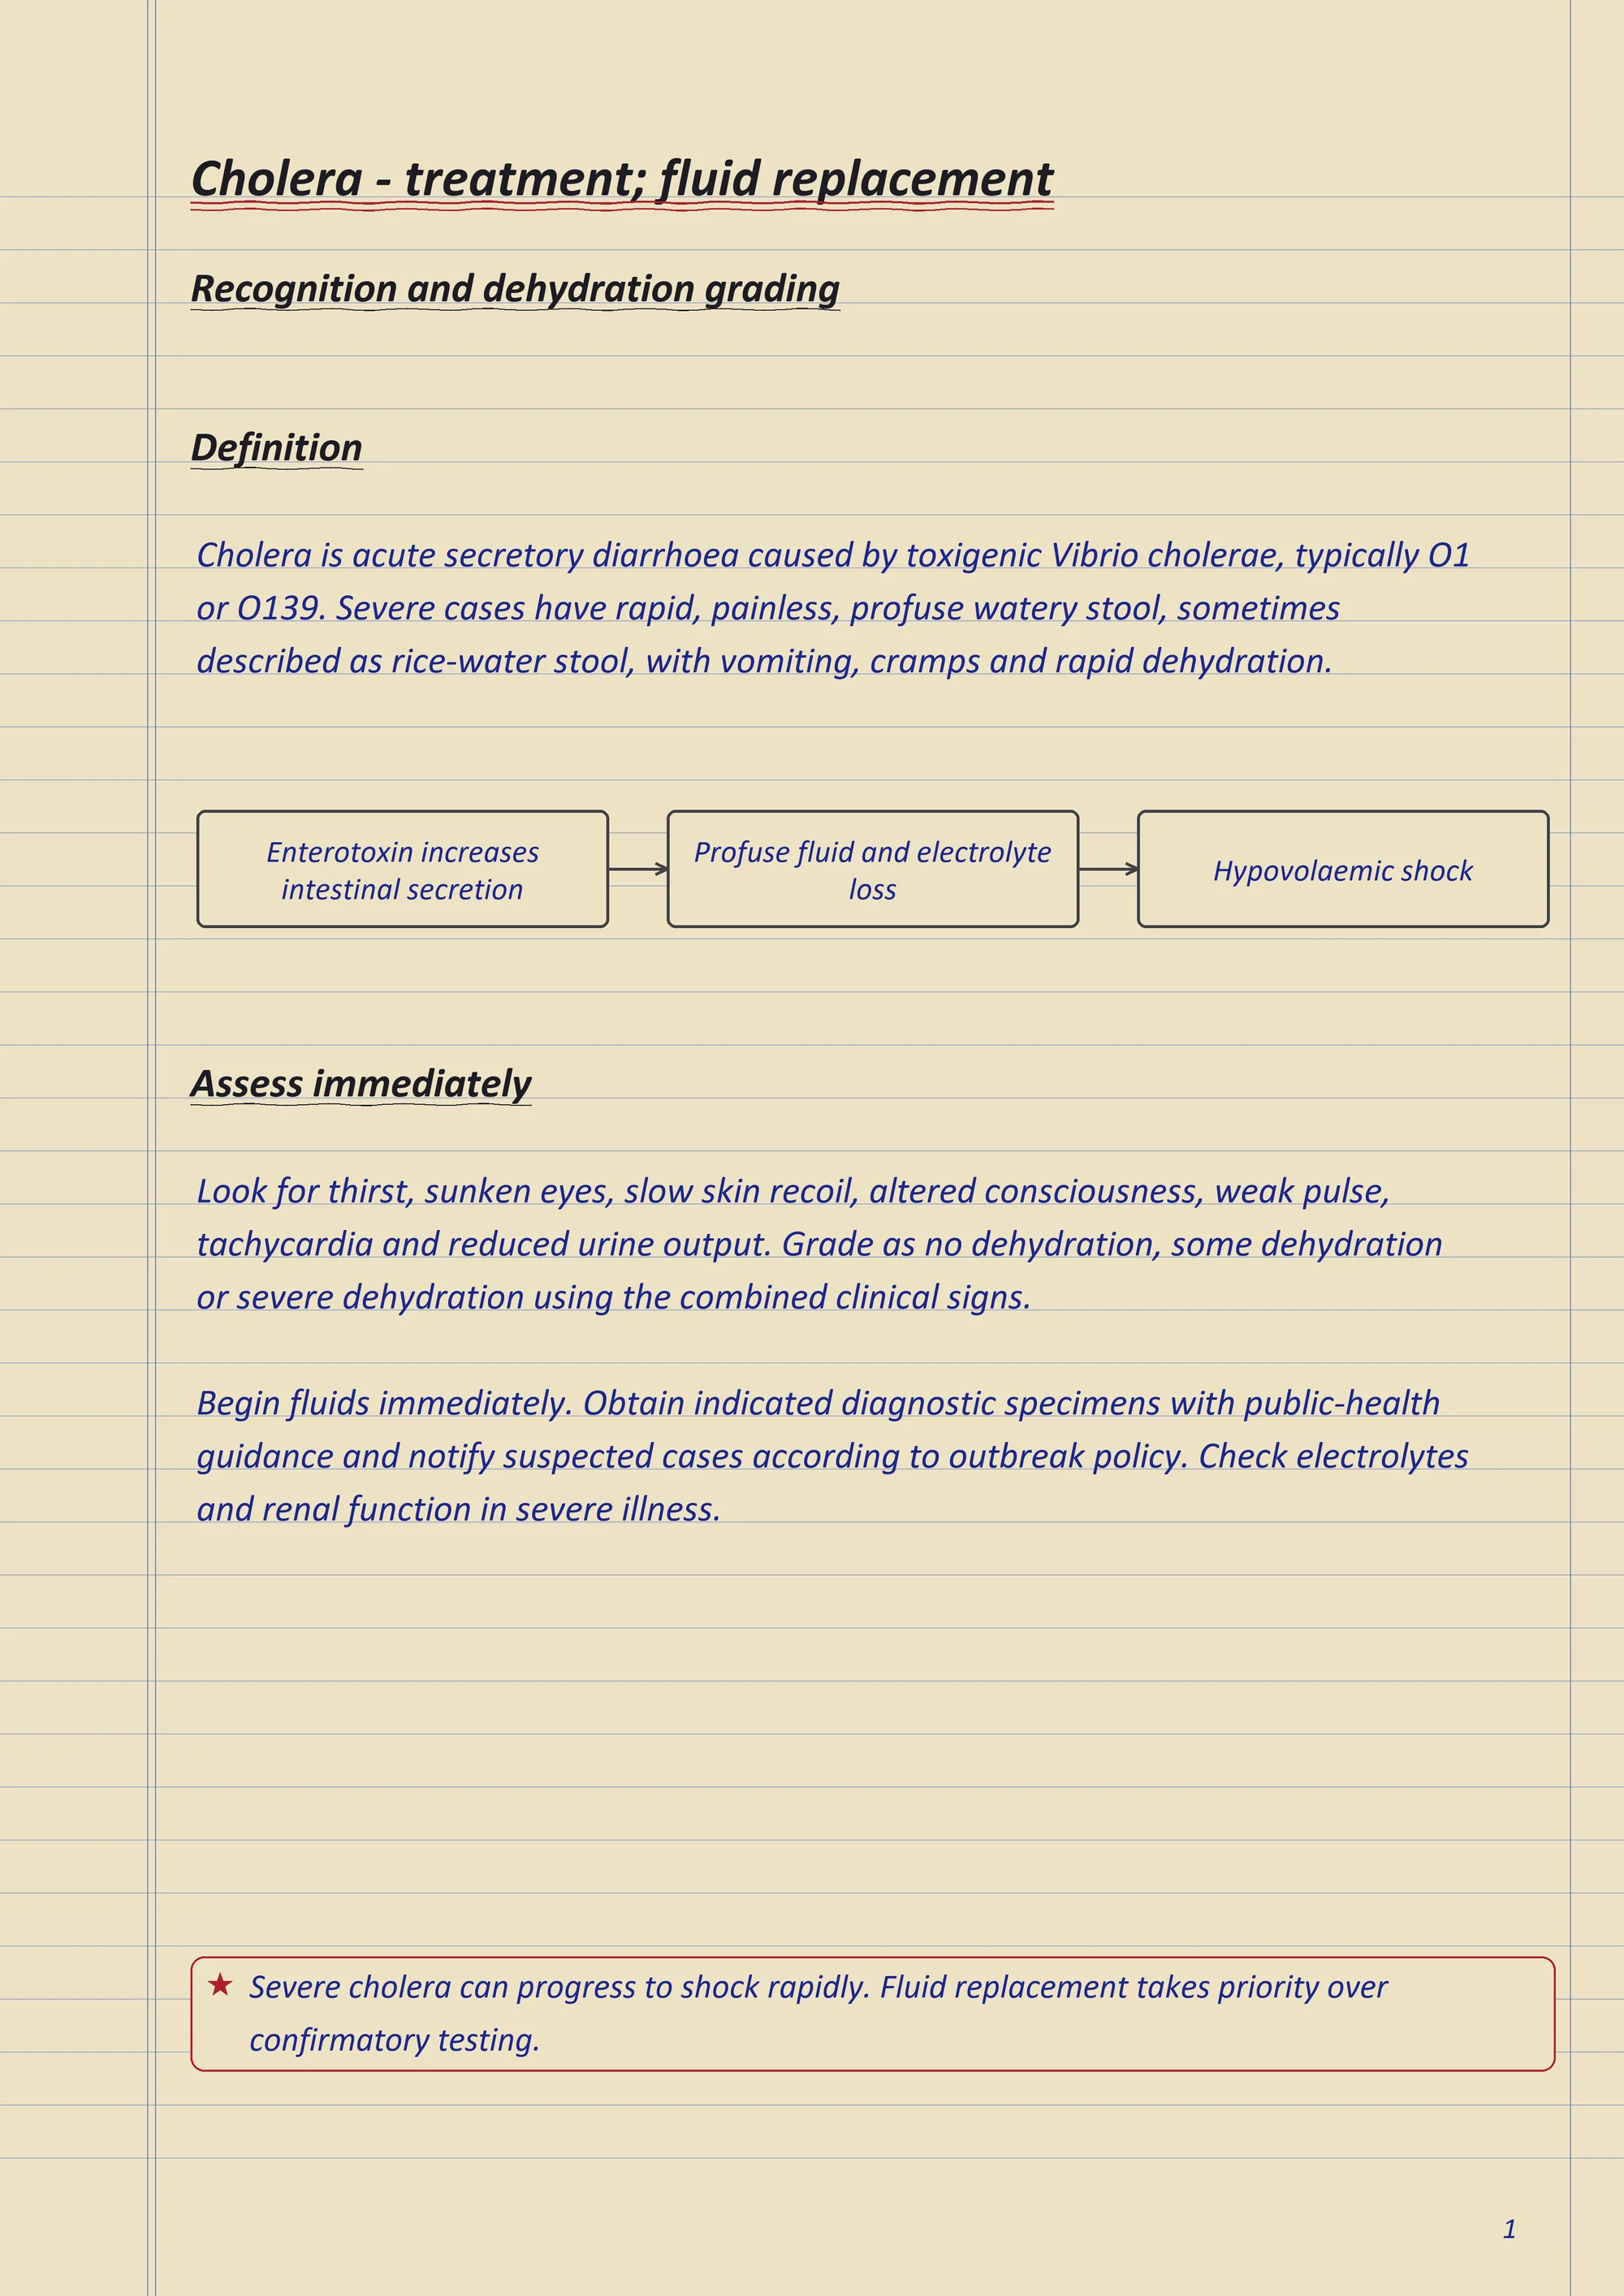 Cholera - treatment; fluid replacement
Recognition and dehydration grading
Definition
Cholera is acute secretory diarrhoea caused by toxigenic Vibrio cholerae, typically O1
or O139. Severe cases have rapid, painless, profuse watery stool, sometimes
described as rice-water stool, with vomiting, cramps and rapid dehydration.
Enterotoxin increases
intestinal secretion
Profuse fluid and electrolyte
loss
Hypovolaemic shock
Assess immediately
Look for thirst, sunken eyes, slow skin recoil, altered consciousness, weak pulse,
tachycardia and reduced urine output. Grade as no dehydration, some dehydration
or severe dehydration using the combined clinical signs.
Begin fluids immediately. Obtain indicated diagnostic specimens with public-health
guidance and notify suspected cases according to outbreak policy. Check electrolytes
and renal function in severe illness.
★ Severe cholera can progress to shock rapidly. Fluid replacement takes priority over
confirmatory testing.
1